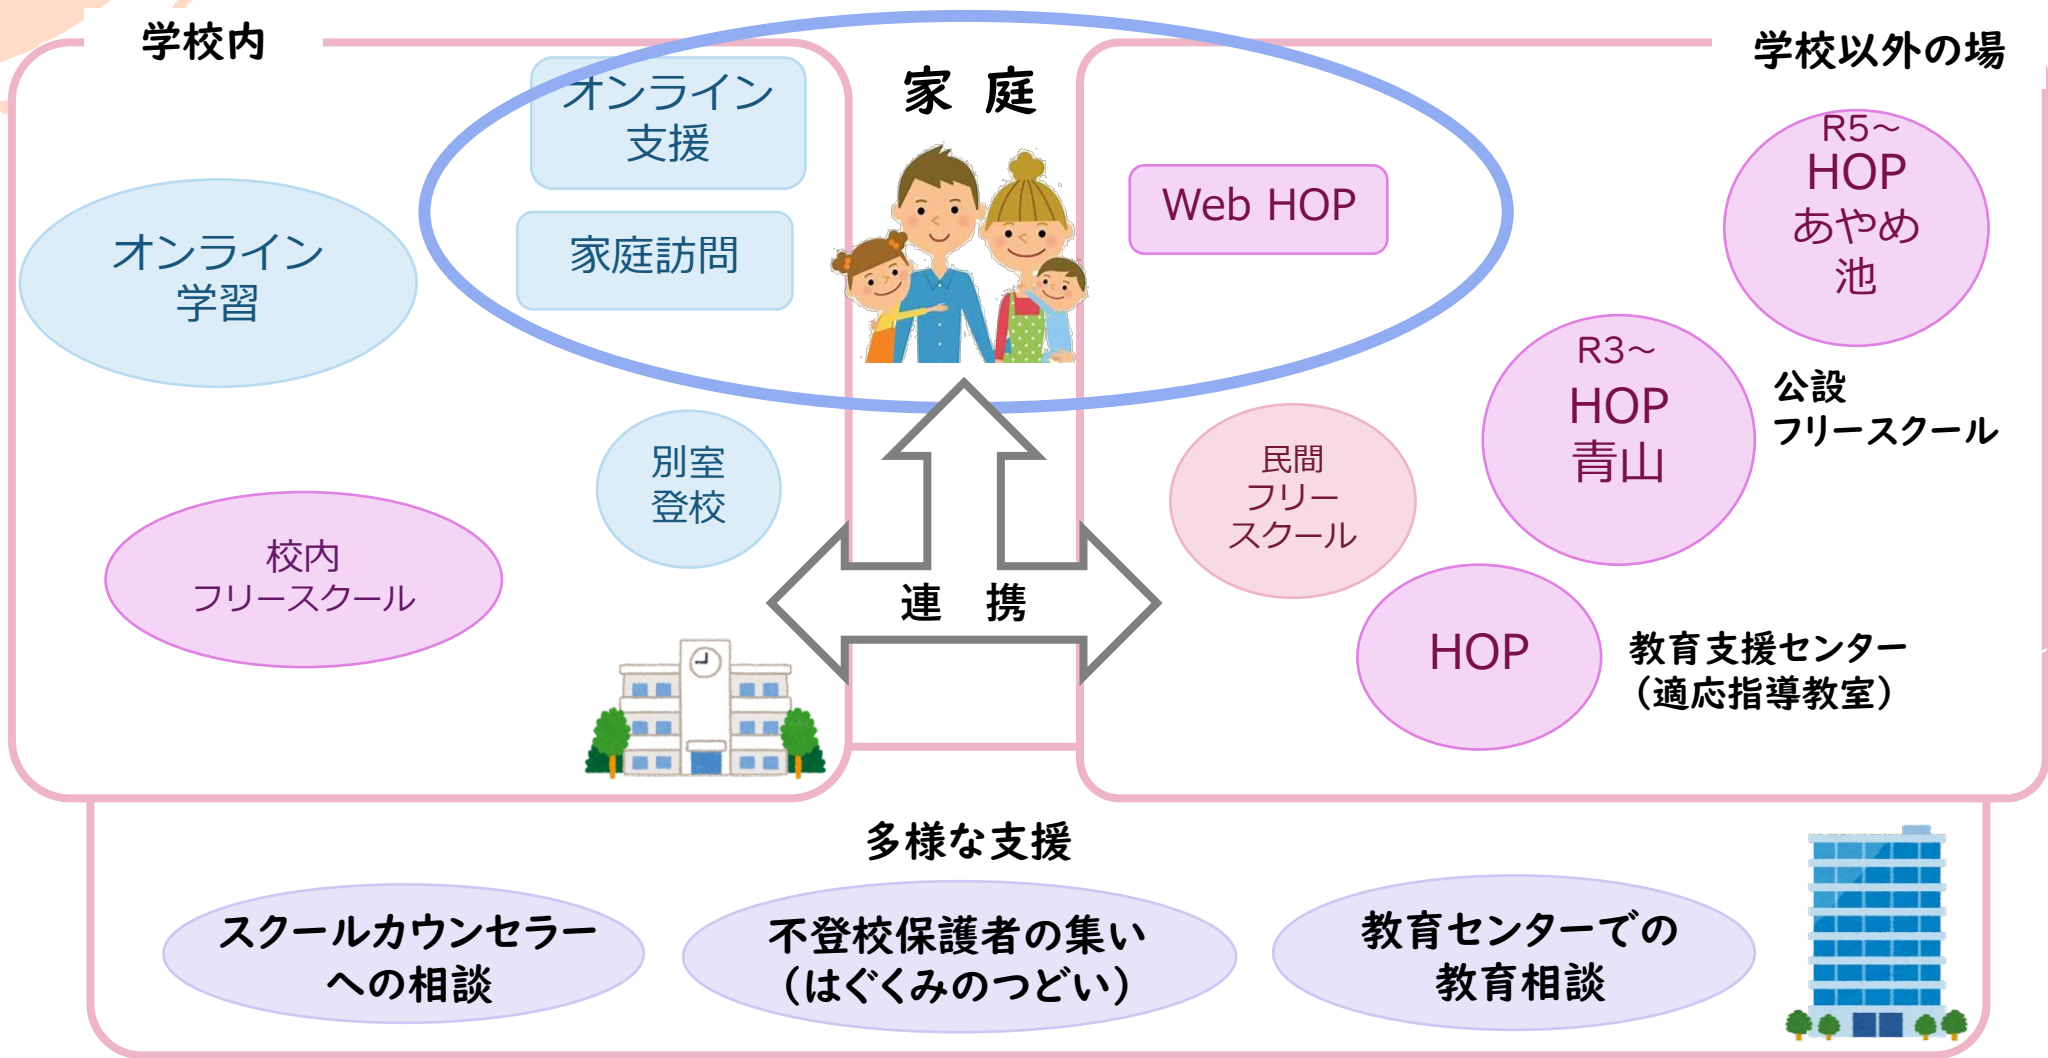 学校内
オンライン
支援
家庭訪問
オンライン
学習
別室
登校
校内
フリースクール
家 庭
連 携
学校以外の場
Web HOP
R5～
HOP
あやめ
池
R3～
HOP
青山
公設
フリースクール
民間
フリー
スクール
HOP
教育支援センター
（適応指導教室）
多様な支援
スクールカウンセラー
への相談
不登校保護者の集い
（はぐくみのつどい）
教育センターでの
教育相談